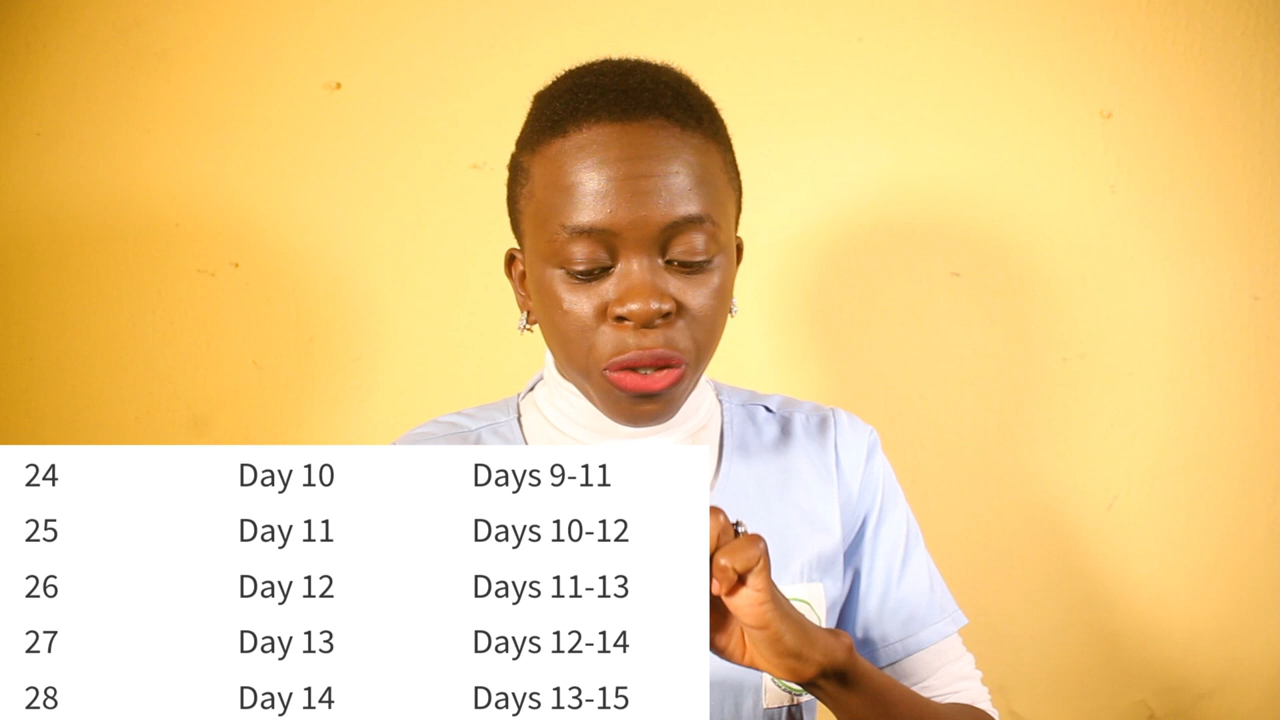 24 Day 10 Days 9-11
25 Day 11 Days 10-12
26 Day 12 Days 11-13
27 Day 13 Days 12-14
28 Day 14 Days 13-15